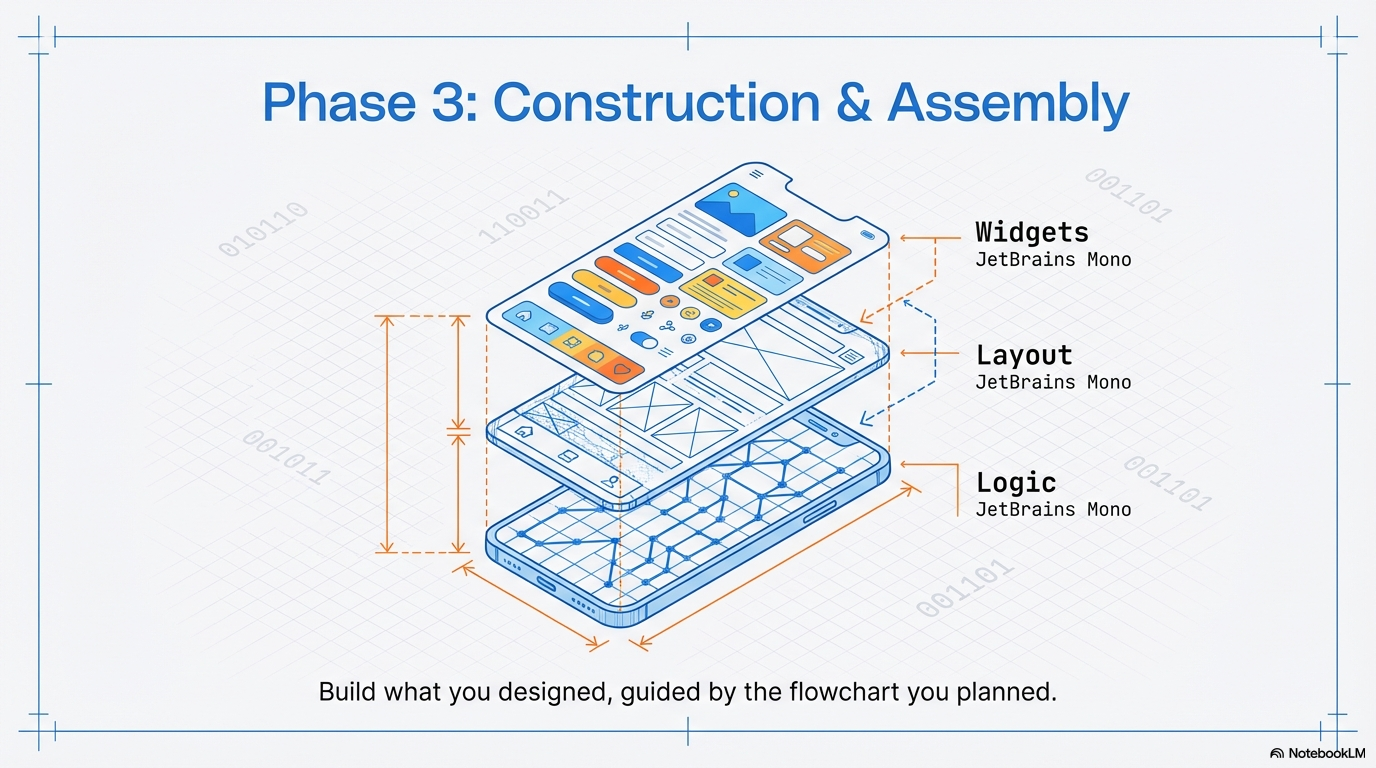 Phase 3: Construction & Assembly
010110
110011
001101
Widgets
JetBrains Mono
Layout
JetBrains Mono
001011
001101
Logic
JetBrains Mono
001101
Build what you designed, guided by the flowchart you planned.
NotebookLM